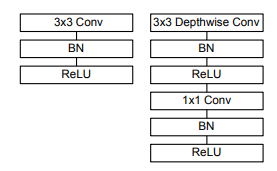 3x3 Conv
BN
ReLU
3x3 Depthwise Conv
BN
ReLU
1x1 Conv
BN
ReLU